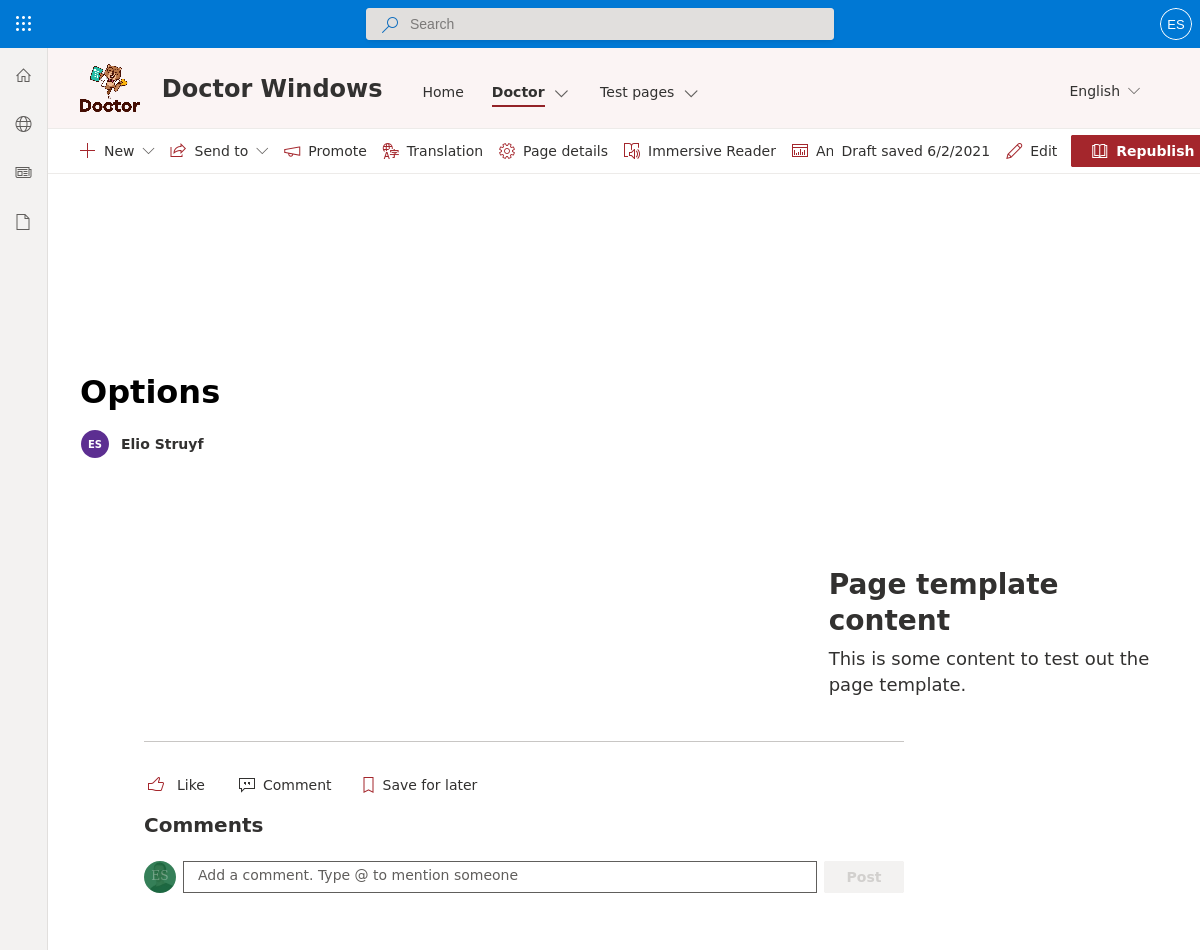 Search
ES
Doctor
Doctor Windows
Home
Doctor
Test pages
English
New
Send to
Promote
Translation
Page details
Immersive Reader
An
Draft saved 6/2/2021
Edit
Republish
Options
ES
Elio Struyf
Page template
content
This is some content to test out the
page template.
Like
Comment
Save for later
Comments
ES
Add a comment. Type @ to mention someone
Post